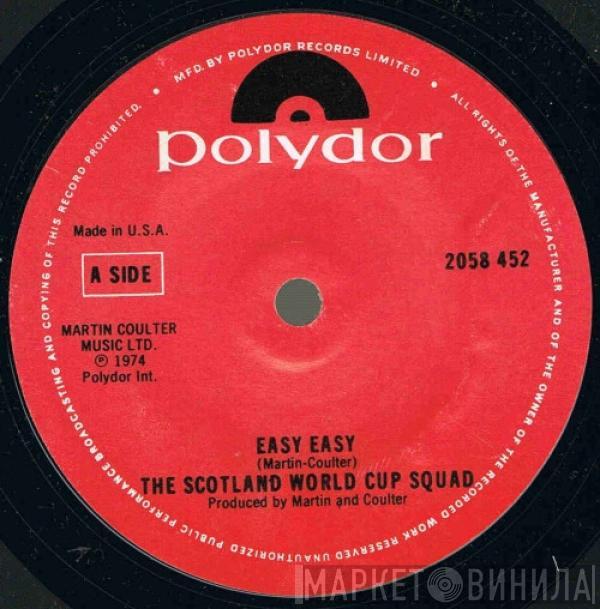 MFD. BY POLYDOR RECORDS LIMITED • ALL RIGHTS OF THE MANUFACTURER AND OF THE OWNER OF THE RECORDED WORK RESERVED UNAUTHORIZED PUBLIC PERFORMANCE BROADCASTING AND COPYING OF THIS RECORD PROHIBITED. •
polydor
Made in U.S.A.
A SIDE
2058 452
MARTIN COULTER
MUSIC LTD.
℗ 1974
Polydor Int.
EASY EASY
(Martin-Coulter)
THE SCOTLAND WORLD CUP SQUAD
Produced by Martin and Coulter
МАРКЕТ ВИНИЛА